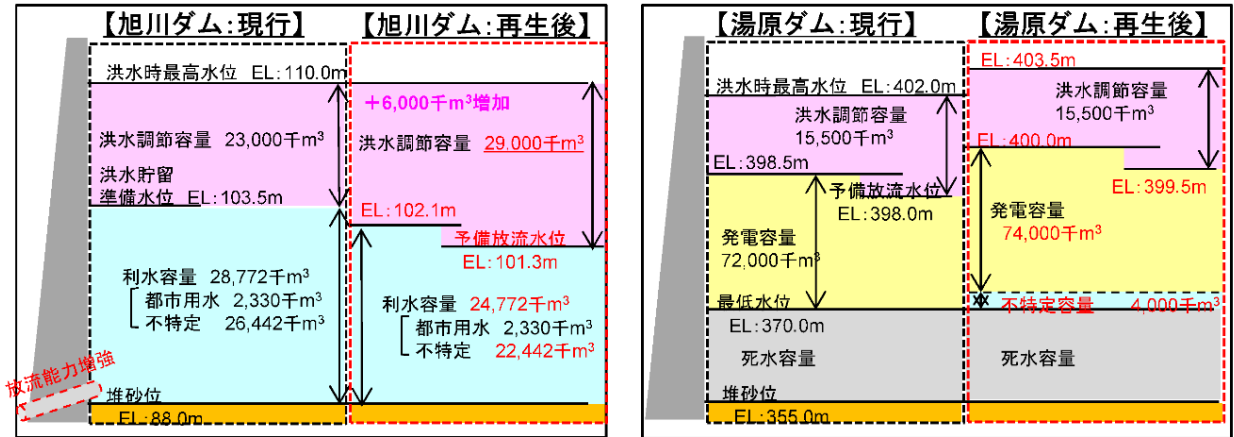 【旭川ダム:現行】
洪水時最高水位 EL:110.0m
洪水調節容量 23,000千m³
洪水貯留
準備水位 EL:103.5m
利水容量 28,772千m³
都市用水 2,330千m³
不特定 26,442千m³
放流能力増強
堆砂位
EL:88.0m
【旭川ダム:再生後】
+6,000千m³増加
洪水調節容量 29.000千m³
EL:102.1m
予備放流水位
EL:101.3m
利水容量 24,772千m³
都市用水 2,330千m³
不特定 22,442千m³
【湯原ダム:現行】
洪水時最高水位 EL:402.0m
洪水調節容量
15,500千m³
EL:398.5m
予備放流水位
EL:398.0m
発電容量
72,000千m³
最低水位
EL:370.0m
死水容量
堆砂位
EL:355.0m
【湯原ダム:再生後】
EL:403.5m
洪水調節容量
15,500千m³
EL:400.0m
EL:399.5m
発電容量
74,000千m³
不特定容量 4,000千m³
死水容量